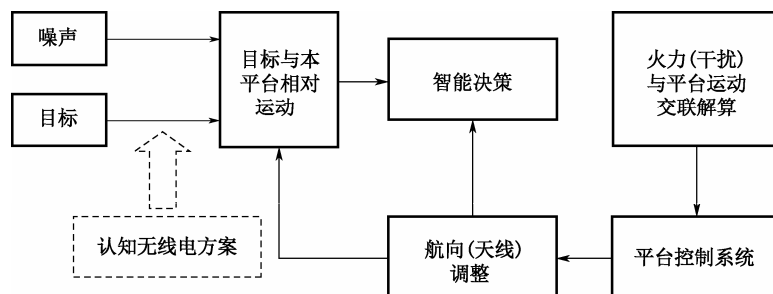 噪声
目标
目标与本
平台相对
运动
智能决策
火力(干扰)
与平台运动
交联解算
认知无线电方案
航向(天线)
调整
平台控制系统